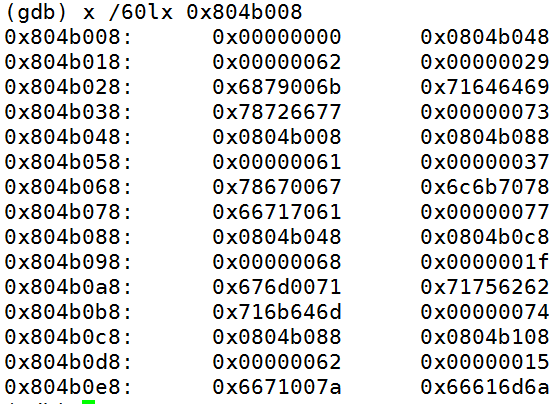 (gdb) x /60lx 0x804b008
0x804b008: 0x00000000 0x0804b048
0x804b018: 0x00000062 0x00000029
0x804b028: 0x6879006b 0x71646469
0x804b038: 0x78726677 0x00000073
0x804b048: 0x0804b008 0x0804b088
0x804b058: 0x00000061 0x00000037
0x804b068: 0x78670067 0x6c6b7078
0x804b078: 0x66717061 0x00000077
0x804b088: 0x0804b048 0x0804b0c8
0x804b098: 0x00000068 0x0000001f
0x804b0a8: 0x676d0071 0x71756262
0x804b0b8: 0x716b646d 0x00000074
0x804b0c8: 0x0804b088 0x0804b108
0x804b0d8: 0x00000062 0x00000015
0x804b0e8: 0x6671007a 0x66616d6a